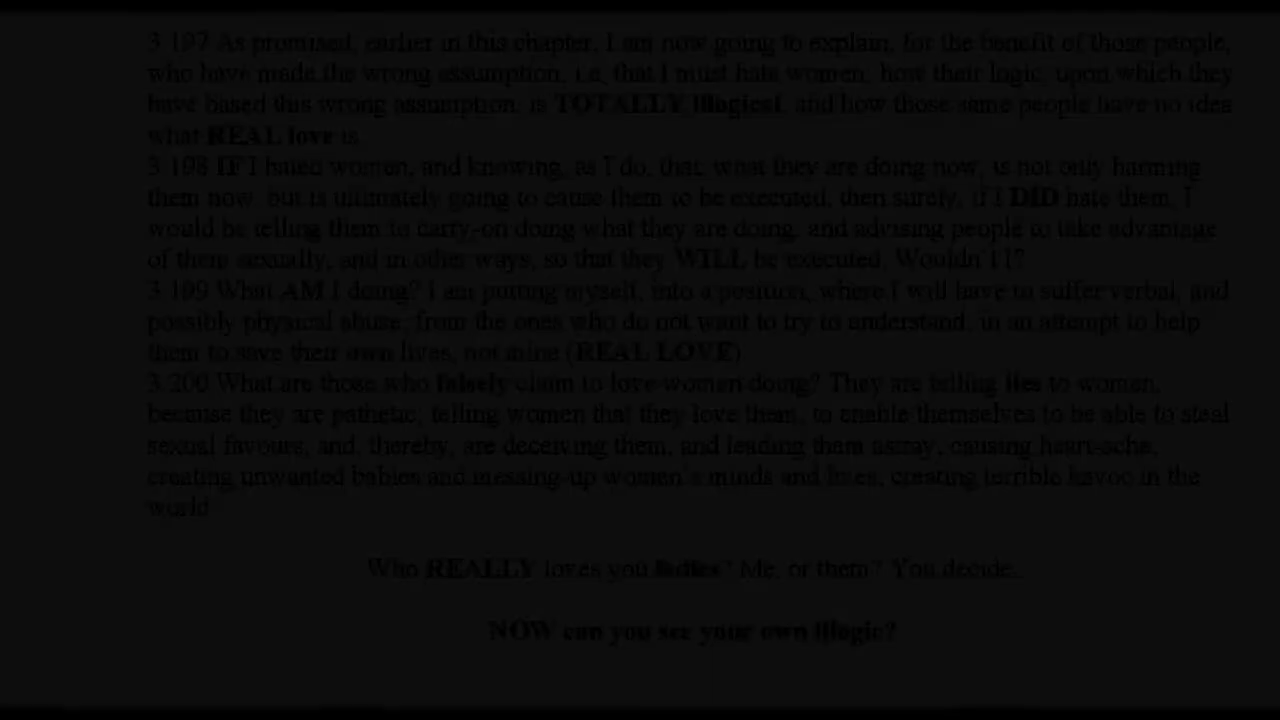 3.197 As promised, earlier in this chapter, I am now going to explain, for the benefit of those people,
who have made the wrong assumption, i.e. that I must hate women, how their logic, upon which they
have based this wrong assumption, is TOTALLY illogical, and how those same people have no idea
what REAL love is.
3.198 IF I hated women, and knowing, as I do, that, what they are doing now, is not only harming
them now, but is ultimately going to cause them to be executed, then surely, if I DID hate them, I
would be telling them to carry-on doing what they are doing, and advising people to take advantage
of them sexually, and in other ways, so that they WILL be executed. Wouldn't I?
3.199 What AM I doing? I am putting myself, into a position, where I will have to suffer verbal, and
possibly physical abuse, from the ones who do not want to try to understand, in an attempt to help
them to save their own lives, not mine (REAL LOVE).
3.200 What are those who falsely claim to love women doing? They are telling lies to women,
because they are pathetic, telling women that they love them, to enable themselves to be able to steal
sexual favours, and, thereby, are deceiving them, and leading them astray, causing heart-ache,
creating unwanted babies and messing-up women's minds and lives, creating terrible havoc in the
world.
Who REALLY loves you ladies? Me, or them? You decide.
NOW can you see your own illogic?